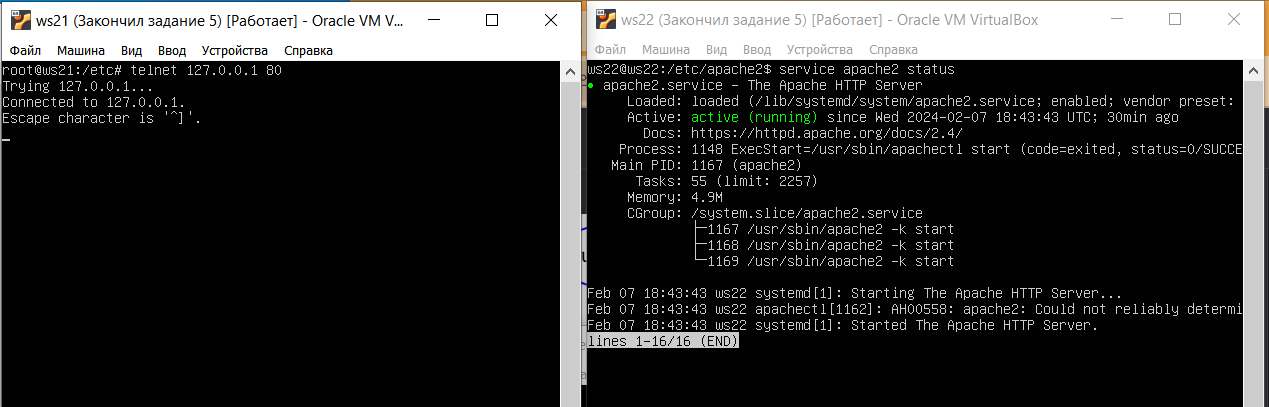 ws21 (Закончил задание 5) [Работает] - Oracle VM V...
Файл Машина Вид Ввод Устройства Справка
root@ws21:/etc# telnet 127.0.0.1 80
Trying 127.0.0.1...
Connected to 127.0.0.1.
Escape character is '^]'.
ws22 (Закончил задание 5) [Работает] - Oracle VM VirtualBox
Файл Машина Вид Ввод Устройства Справка
ws22@ws22:/etc/apache2$ service apache2 status
● apache2.service - The Apache HTTP Server
Loaded: loaded (/lib/systemd/system/apache2.service; enabled; vendor preset:
Active: active (running) since Wed 2024-02-07 18:43:43 UTC; 30min ago
Docs: https://httpd.apache.org/docs/2.4/
Process: 1148 ExecStart=/usr/sbin/apachectl start (code=exited, status=0/SUCCE
Main PID: 1167 (apache2)
Tasks: 55 (limit: 2257)
Memory: 4.9M
CGroup: /system.slice/apache2.service
├─1167 /usr/sbin/apache2 -k start
├─1168 /usr/sbin/apache2 -k start
└─1169 /usr/sbin/apache2 -k start
Feb 07 18:43:43 ws22 systemd[1]: Starting The Apache HTTP Server...
Feb 07 18:43:43 ws22 apachectl[1162]: AH00558: apache2: Could not reliably determi
Feb 07 18:43:43 ws22 systemd[1]: Started The Apache HTTP Server.
lines 1-16/16 (END)